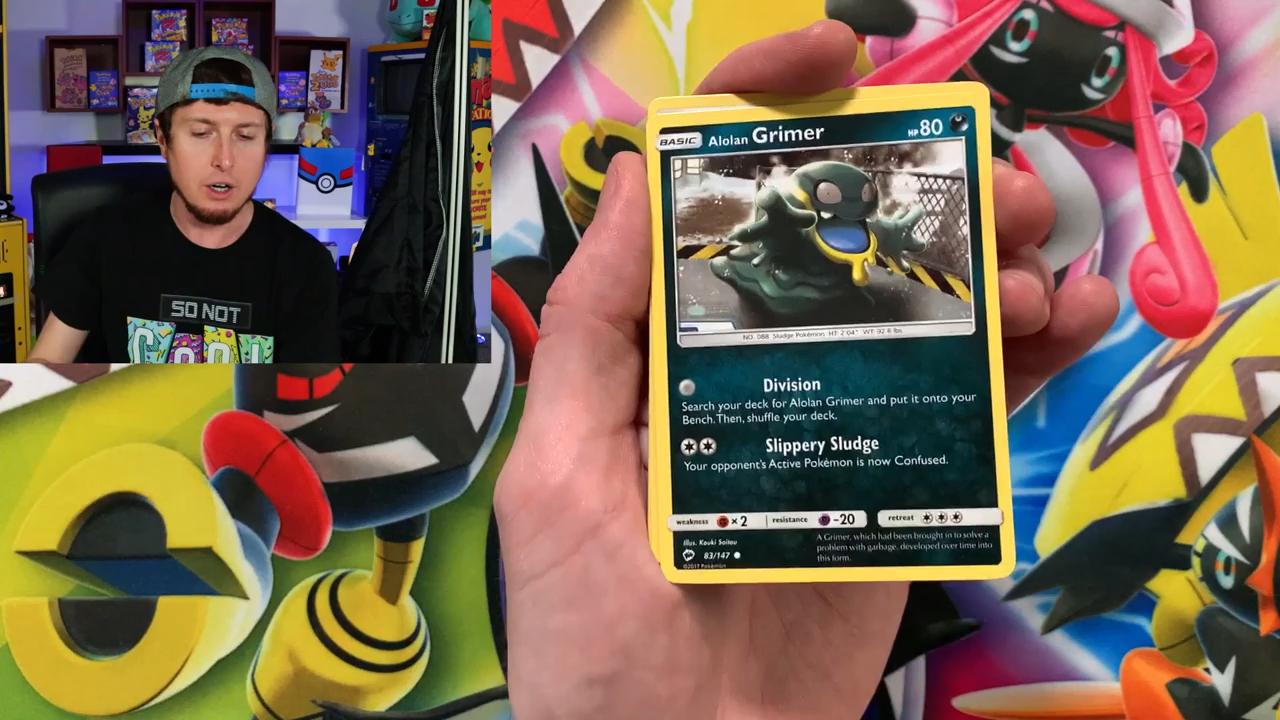 SO NOT
COOL
BASIC Alolan Grimer HP 80
NO. 088 Sludge Pokémon HT: 2'04" WT: 92.6 lbs
Division
Search your deck for Alolan Grimer and put it onto your
Bench. Then, shuffle your deck.
Slippery Sludge
Your opponent's Active Pokémon is now Confused.
weakness ×2 resistance -20 retreat
Illus. Kouki Saitou
83/147
©2017 Pokémon
A Grimer, which had been brought in to solve a
problem with garbage, developed over time into
this form.